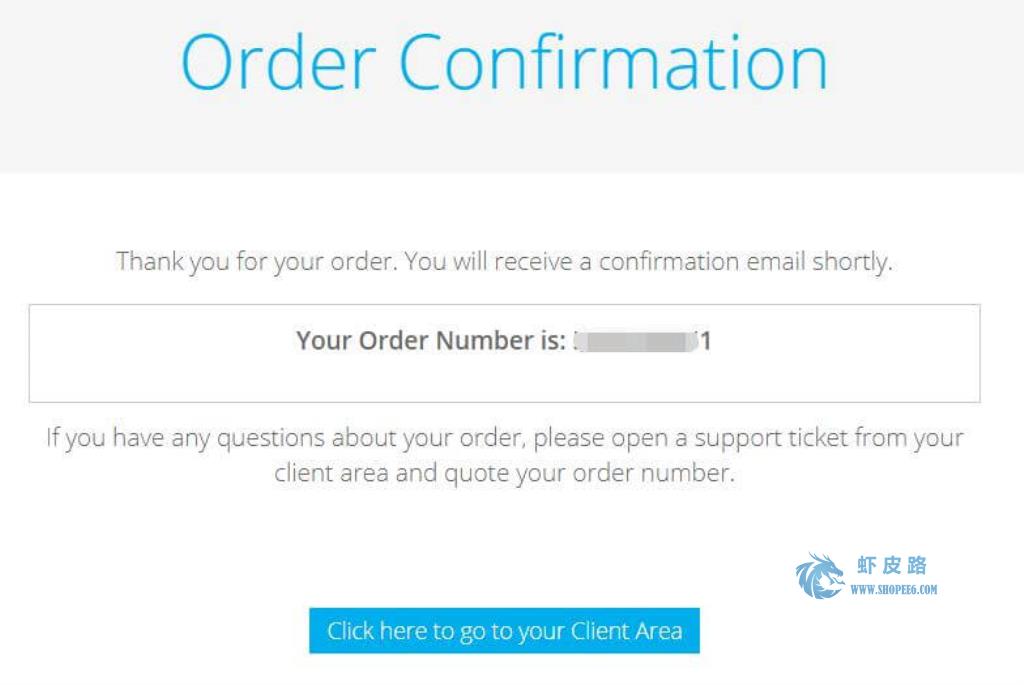 Order Confirmation
Thank you for your order. You will receive a confirmation email shortly.
Your Order Number is: 1
If you have any questions about your order, please open a support ticket from your
client area and quote your order number.
虾皮路
WWW.SHOPEE6.COM
Click here to go to your Client Area